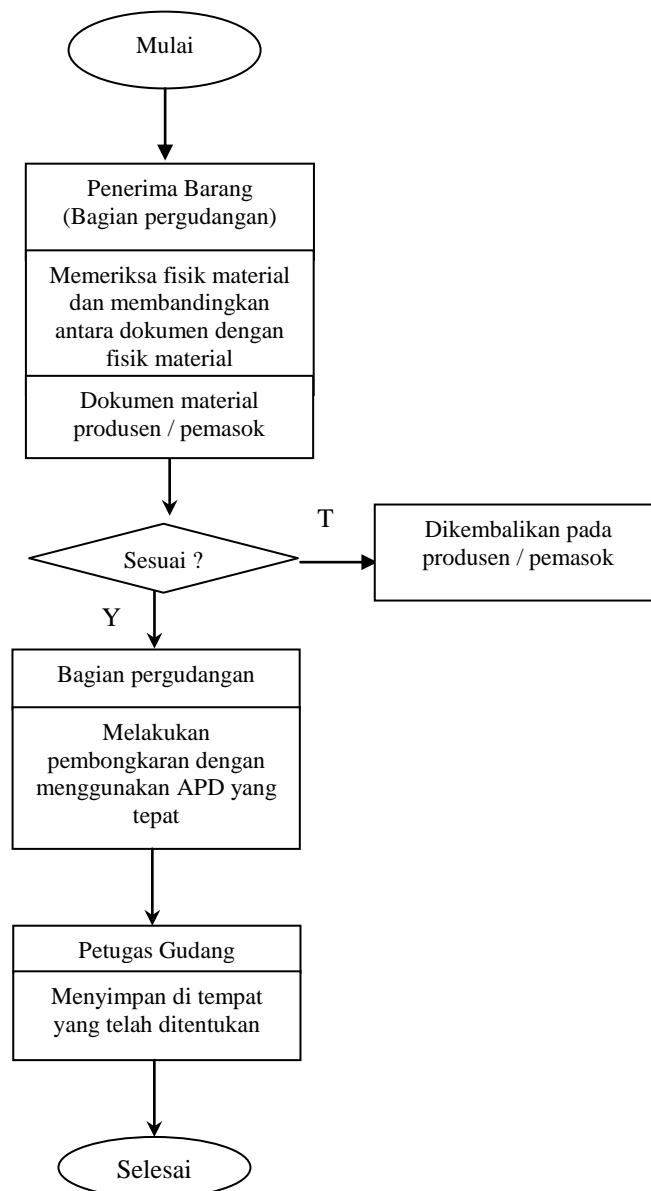 Mulai
Penerima Barang
(Bagian pergudangan)
Memeriksa fisik material
dan membandingkan
antara dokumen dengan
fisik material
Dokumen material
produsen / pemasok
Sesuai ?
T
Dikembalikan pada
produsen / pemasok
Y
Bagian pergudangan
Melakukan
pembongkaran dengan
menggunakan APD yang
tepat
Petugas Gudang
Menyimpan di tempat
yang telah ditentukan
Selesai